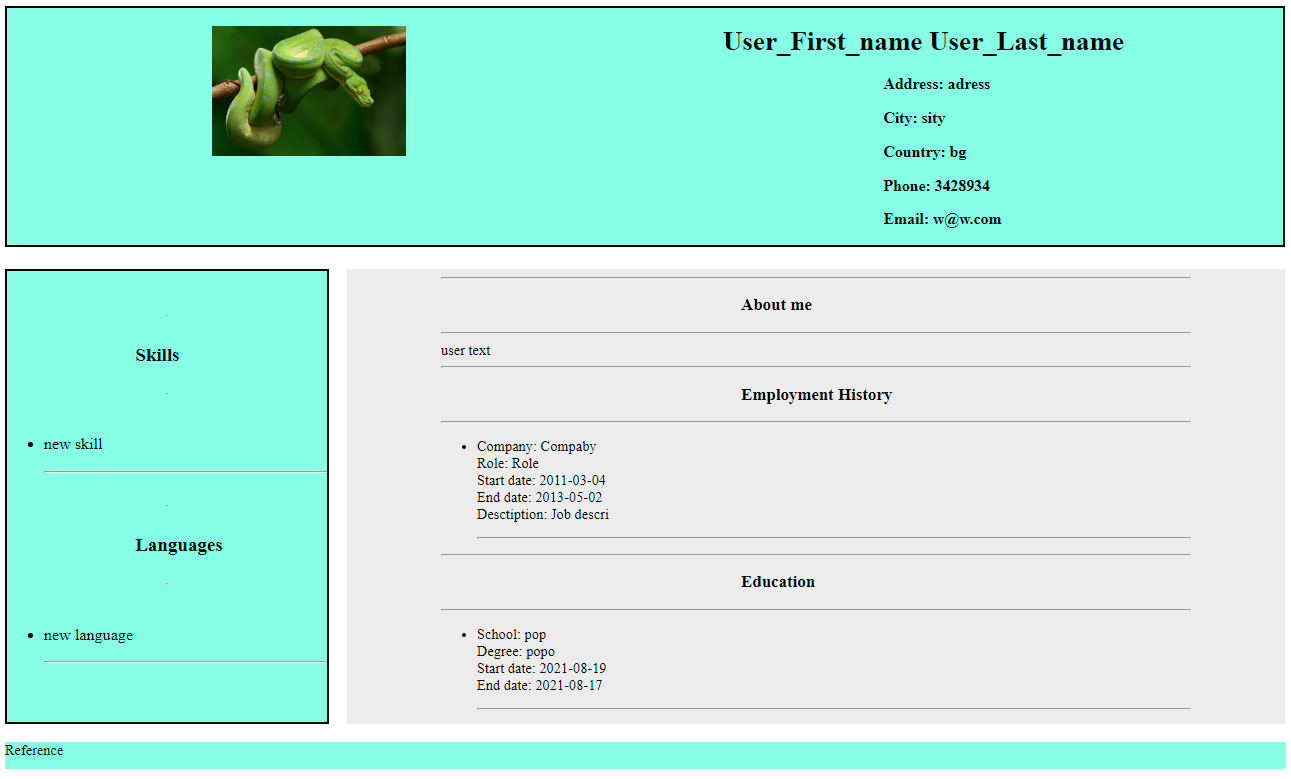 User_First_name User_Last_name
Address: adress
City: sity
Country: bg
Phone: 3428934
Email: w@w.com
Skills
new skill
Languages
new language
About me
user text
Employment History
Company: Compaby
Role: Role
Start date: 2011-03-04
End date: 2013-05-02
Desctiption: Job descri
Education
School: pop
Degree: popo
Start date: 2021-08-19
End date: 2021-08-17
Reference